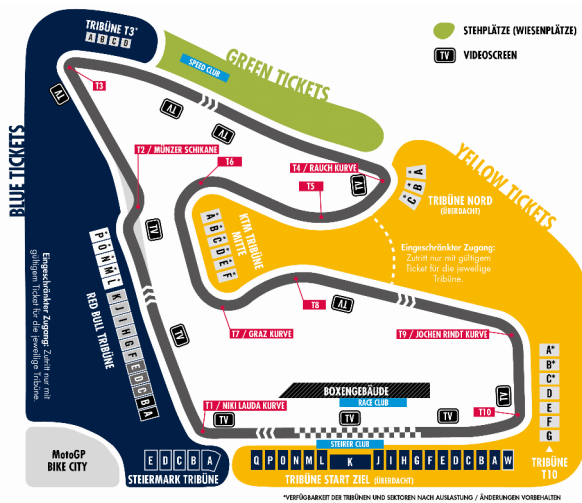 TRIBÜNE T3*
A B C D
GREEN TICKETS
SPEED CLUB
STEHPLÄTZE (WIESENPLÄTZE)
TV VIDEOSCREEN
T3
TV
TV
TV
T2 / MÜNZER SCHIKANE
T6
T4 / RAUCH KURVE
TV
T5
BLUE TICKETS
YELLOW TICKETS
C B A
TRIBÜNE NORD
(ÜBERDACHT)
TV
A B C D E F
KTM TRIBÜNE
MITTE
Eingeschränkter Zugang:
Zutritt nur mit gültigem
Ticket für die jeweilige
Tribüne.
Eingeschränkter Zugang: Zutritt nur mit
gültigem Ticket für die jeweilige Tribüne.
P O N M L K J I H G F E D C B A
RED BULL TRIBÜNE
T8
TV
T7 / GRAZ KURVE
TV
T9 / JOCHEN RINDT KURVE
A*
B*
C*
D
E
F
G
TRIBÜNE
T10
BOXENGEBÄUDE
RACE CLUB
T1 / NIKI LAUDA KURVE
TV
TV
TV
TV
T10
STEIRER CLUB
MotoGP
BIKE CITY
E D C B A
STEIERMARK TRIBÜNE
Q P O N M L K J I H G F E D C B A W
TRIBÜNE START ZIEL (ÜBERDACHT)
*VERFÜGBARKEIT DER TRIBÜNEN UND SEKTOREN NACH AUSLASTUNG / ÄNDERUNGEN VORBEHALTEN